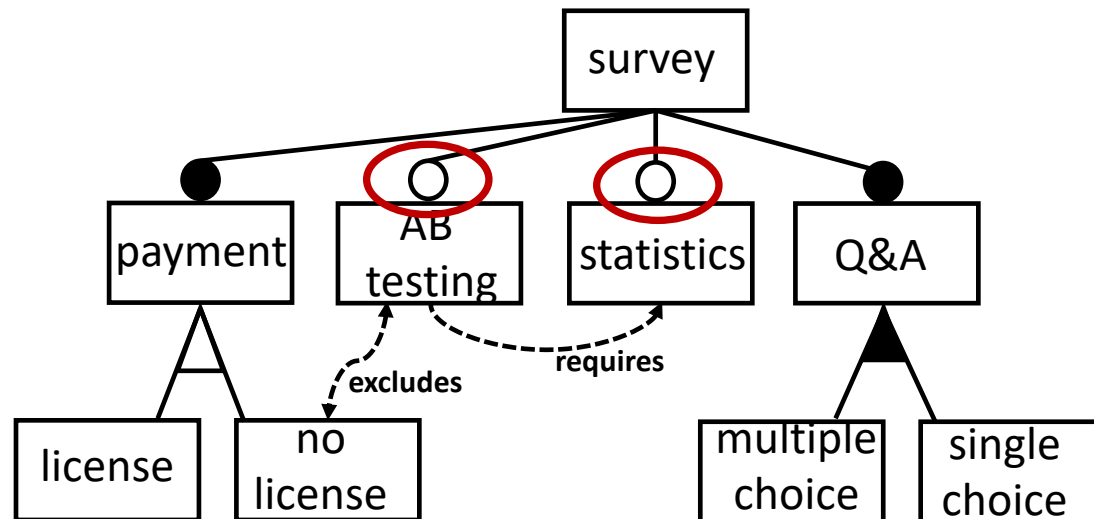 survey
payment
AB
testing
statistics
Q&A
excludes
requires
license
no
license
multiple
choice
single
choice